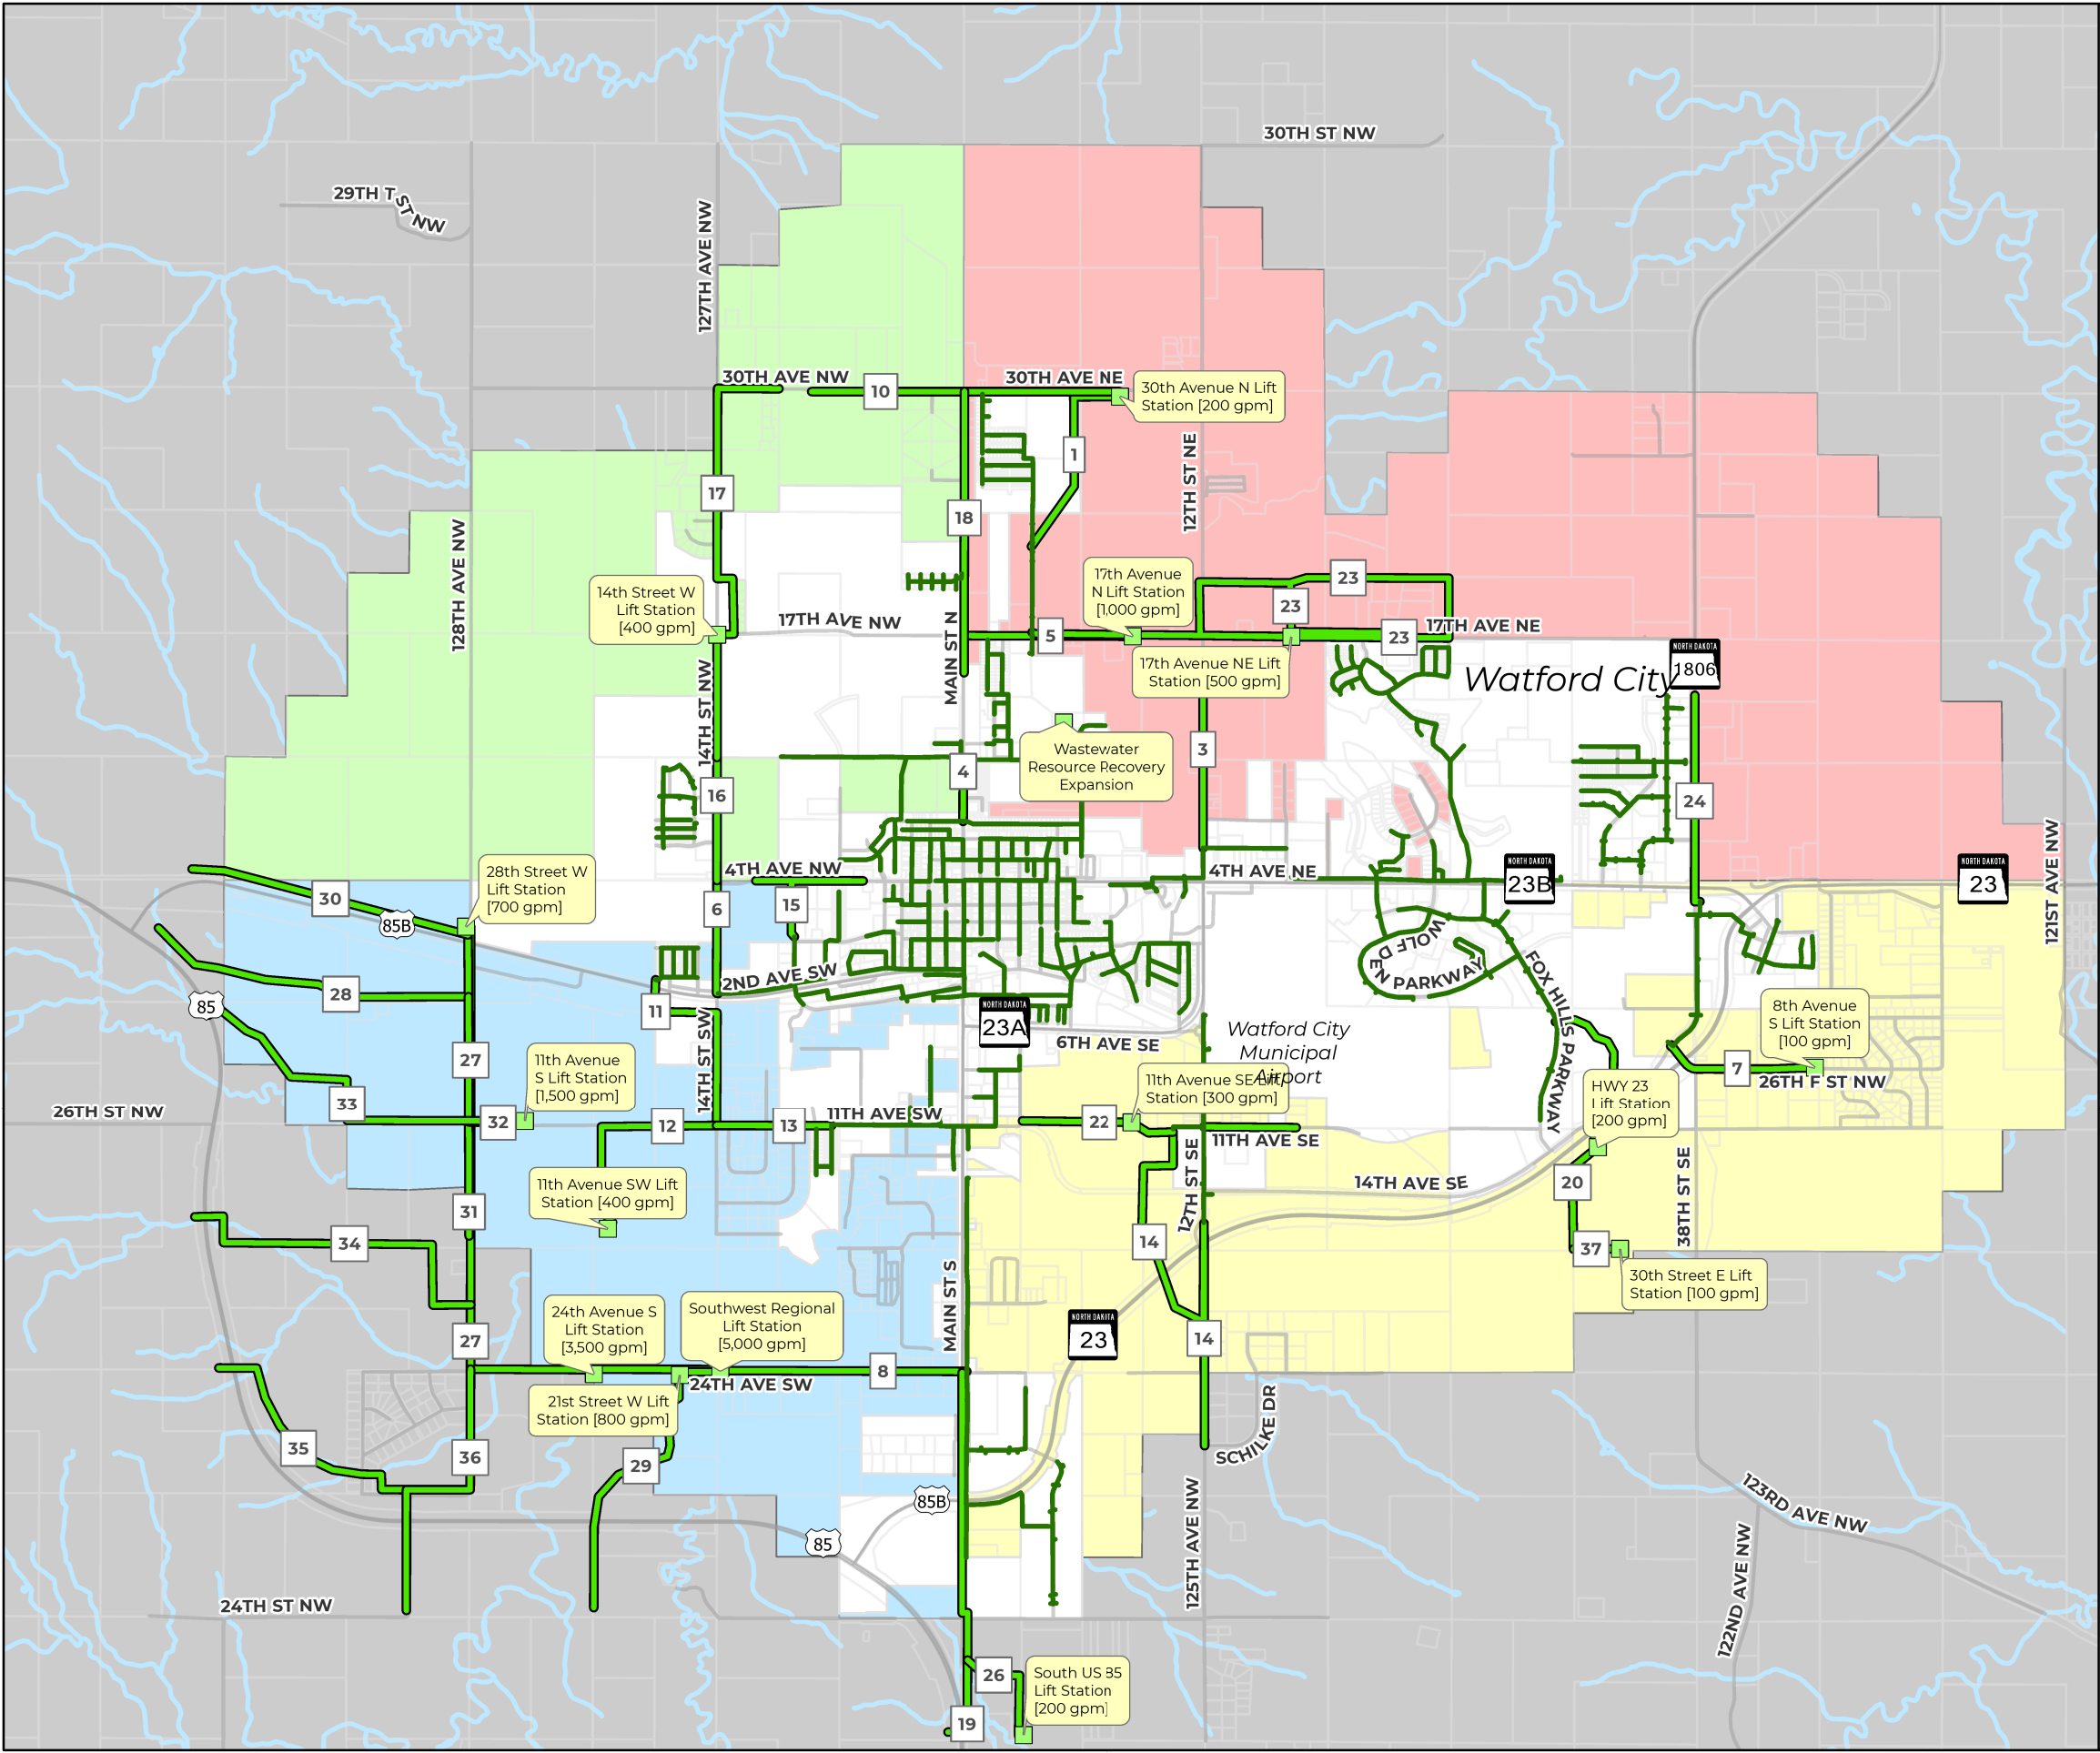 30TH ST NW
29TH T
ST NW
127TH AVE NW
30TH AVE NW
10
30TH AVE NE
30th Avenue N Lift
Station [200 gpm]
1
12TH ST NE
17
18
128TH AVE NW
14th Street W
Lift Station
[400 gpm]
17TH AVE NW
MAIN ST N
17th Avenue
N Lift Station
[1,000 gpm]
23
23
5
23
17TH AVE NE
17th Avenue NE Lift
Station [500 gpm]
Watford City
NORTH DAKOTA
1806
14TH ST NW
3
Wastewater
Resource Recovery
Expansion
4
16
24
4TH AVE NW
4TH AVE NE
NORTH DAKOTA
23B
NORTH DAKOTA
23
121ST AVE NW
28th Street W
Lift Station
[700 gpm]
30
85B
6
15
WOLF DEN PARKWAY
FOX HILLS PARKWAY
28
85
2ND AVE SW
11
NORTH DAKOTA
23A
6TH AVE SE
Watford City
Municipal
Airport
8th Avenue
S Lift Station
[100 gpm]
27
14TH ST SW
11th Avenue
S Lift Station
[1,500 gpm]
11th Avenue SE Lift
Station [300 gpm]
HWY 23
Lift Station
[200 gpm]
7
26TH F ST NW
26TH ST NW
33
32
12
13
11TH AVE SW
22
11TH AVE SE
11th Avenue SW Lift
Station [400 gpm]
12TH ST SE
14TH AVE SE
20
38TH ST SE
31
34
14
37
30th Street E Lift
Station [100 gpm]
MAIN ST S
24th Avenue S
Lift Station
[3,500 gpm]
Southwest Regional
Lift Station
[5,000 gpm]
NORTH DAKOTA
23
14
27
8
24TH AVE SW
21st Street W Lift
Station [800 gpm]
SCHILKE DR
35
36
29
85B
85
125TH AVE NW
123RD AVE NW
122ND AVE NW
24TH ST NW
26
South US 85
Lift Station
[200 gpm]
19